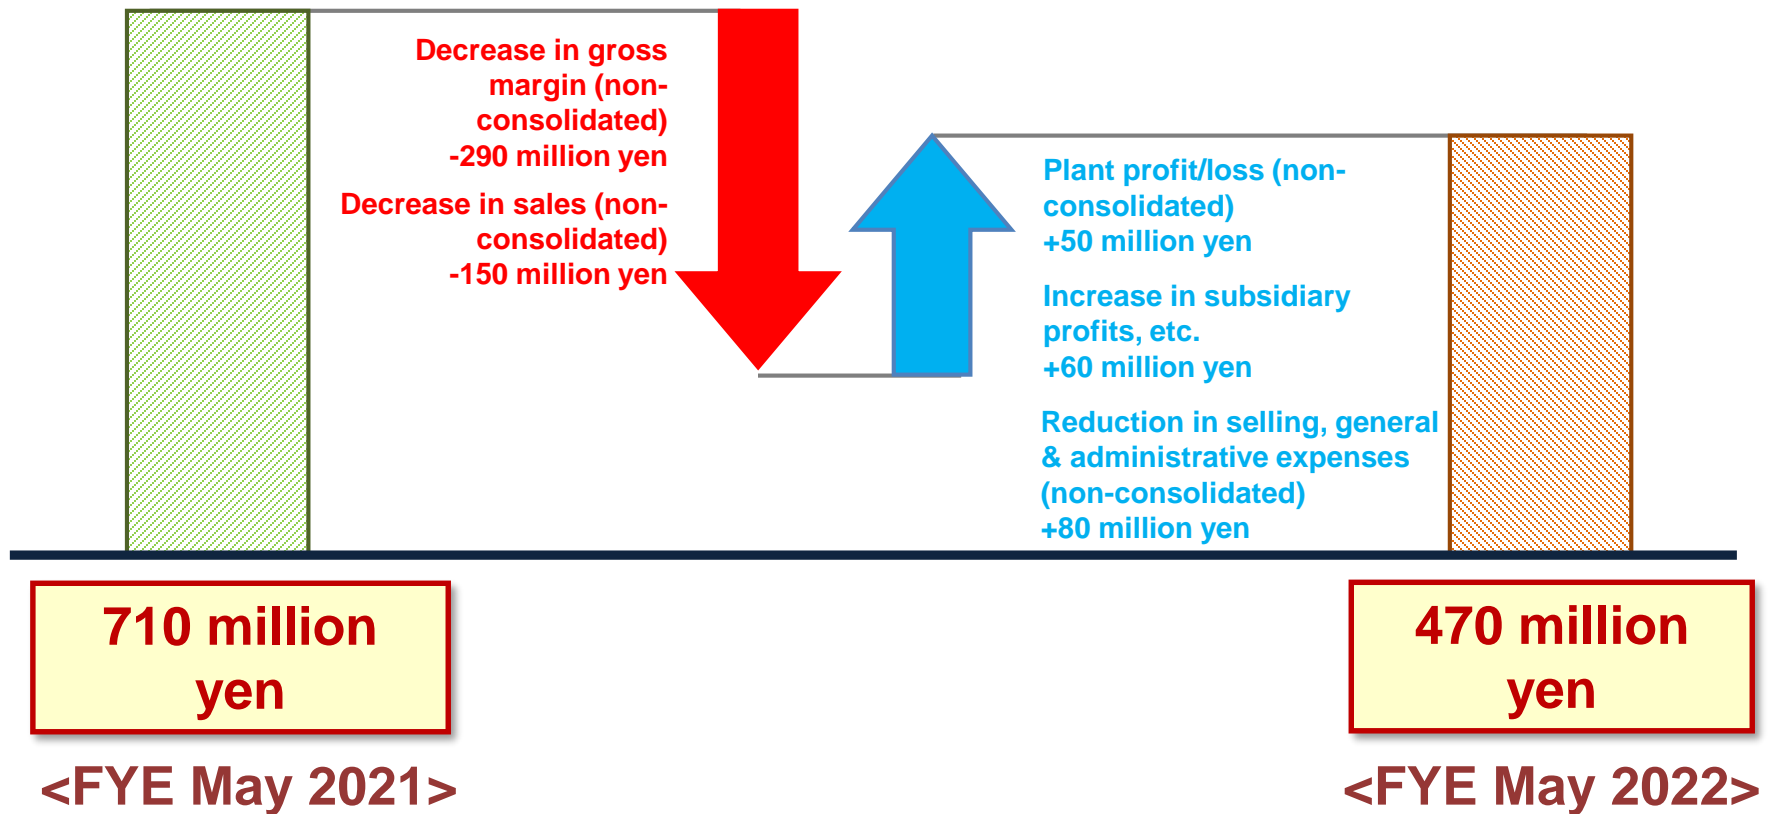 Decrease in gross
margin (non-
consolidated)
-290 million yen
Decrease in sales (non-
consolidated)
-150 million yen
Plant profit/loss (non-
consolidated)
+50 million yen
Increase in subsidiary
profits, etc.
+60 million yen
Reduction in selling, general
& administrative expenses
(non-consolidated)
+80 million yen
710 million
yen
<FYE May 2021>
470 million
yen
<FYE May 2022>